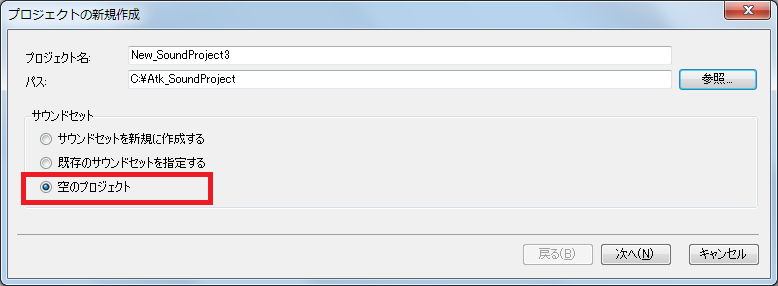 プロジェクトの新規作成
プロジェクト名: New_SoundProject3
パス: C:¥Atk_SoundProject 参照...
サウンドセット
サウンドセットを新規に作成する
既存のサウンドセットを指定する
空のプロジェクト
戻る(B) 次へ(N) キャンセル